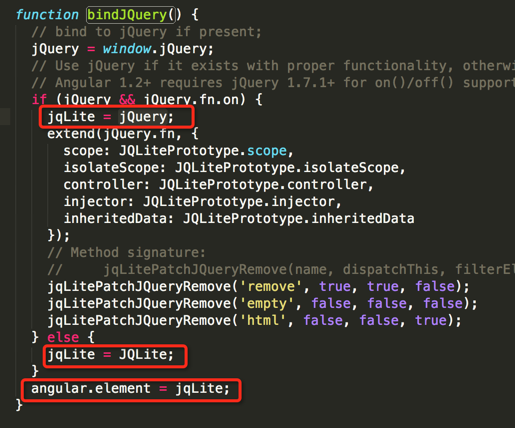 function bindJQuery() {
// bind to jQuery if present;
jQuery = window.jQuery;
// Use jQuery if it exists with proper functionality, otherwi
// Angular 1.2+ requires jQuery 1.7.1+ for on()/off() support
if (jQuery && jQuery.fn.on) {
jqLite = jQuery;
extend(jQuery.fn, {
scope: JQLitePrototype.scope,
isolateScope: JQLitePrototype.isolateScope,
controller: JQLitePrototype.controller,
injector: JQLitePrototype.injector,
inheritedData: JQLitePrototype.inheritedData
});
// Method signature:
//     jqLitePatchJQueryRemove(name, dispatchThis, filterEl
jqLitePatchJQueryRemove('remove', true, true, false);
jqLitePatchJQueryRemove('empty', false, false, false);
jqLitePatchJQueryRemove('html', false, false, true);
} else {
jqLite = JQLite;
}
angular.element = jqLite;
}